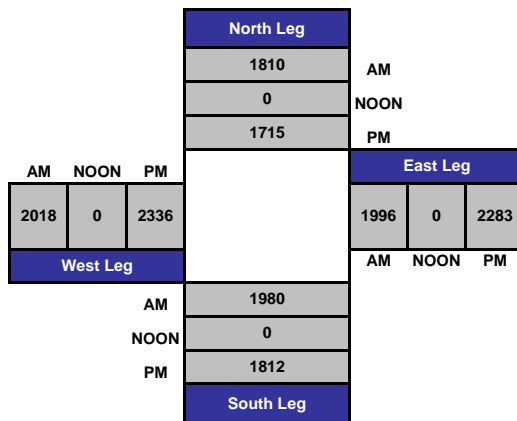 North Leg
1810 AM
0 NOON
1715 PM
AM NOON PM
East Leg
2018 0 2336
1996 0 2283
West Leg
AM NOON PM
AM 1980
NOON 0
PM 1812
South Leg